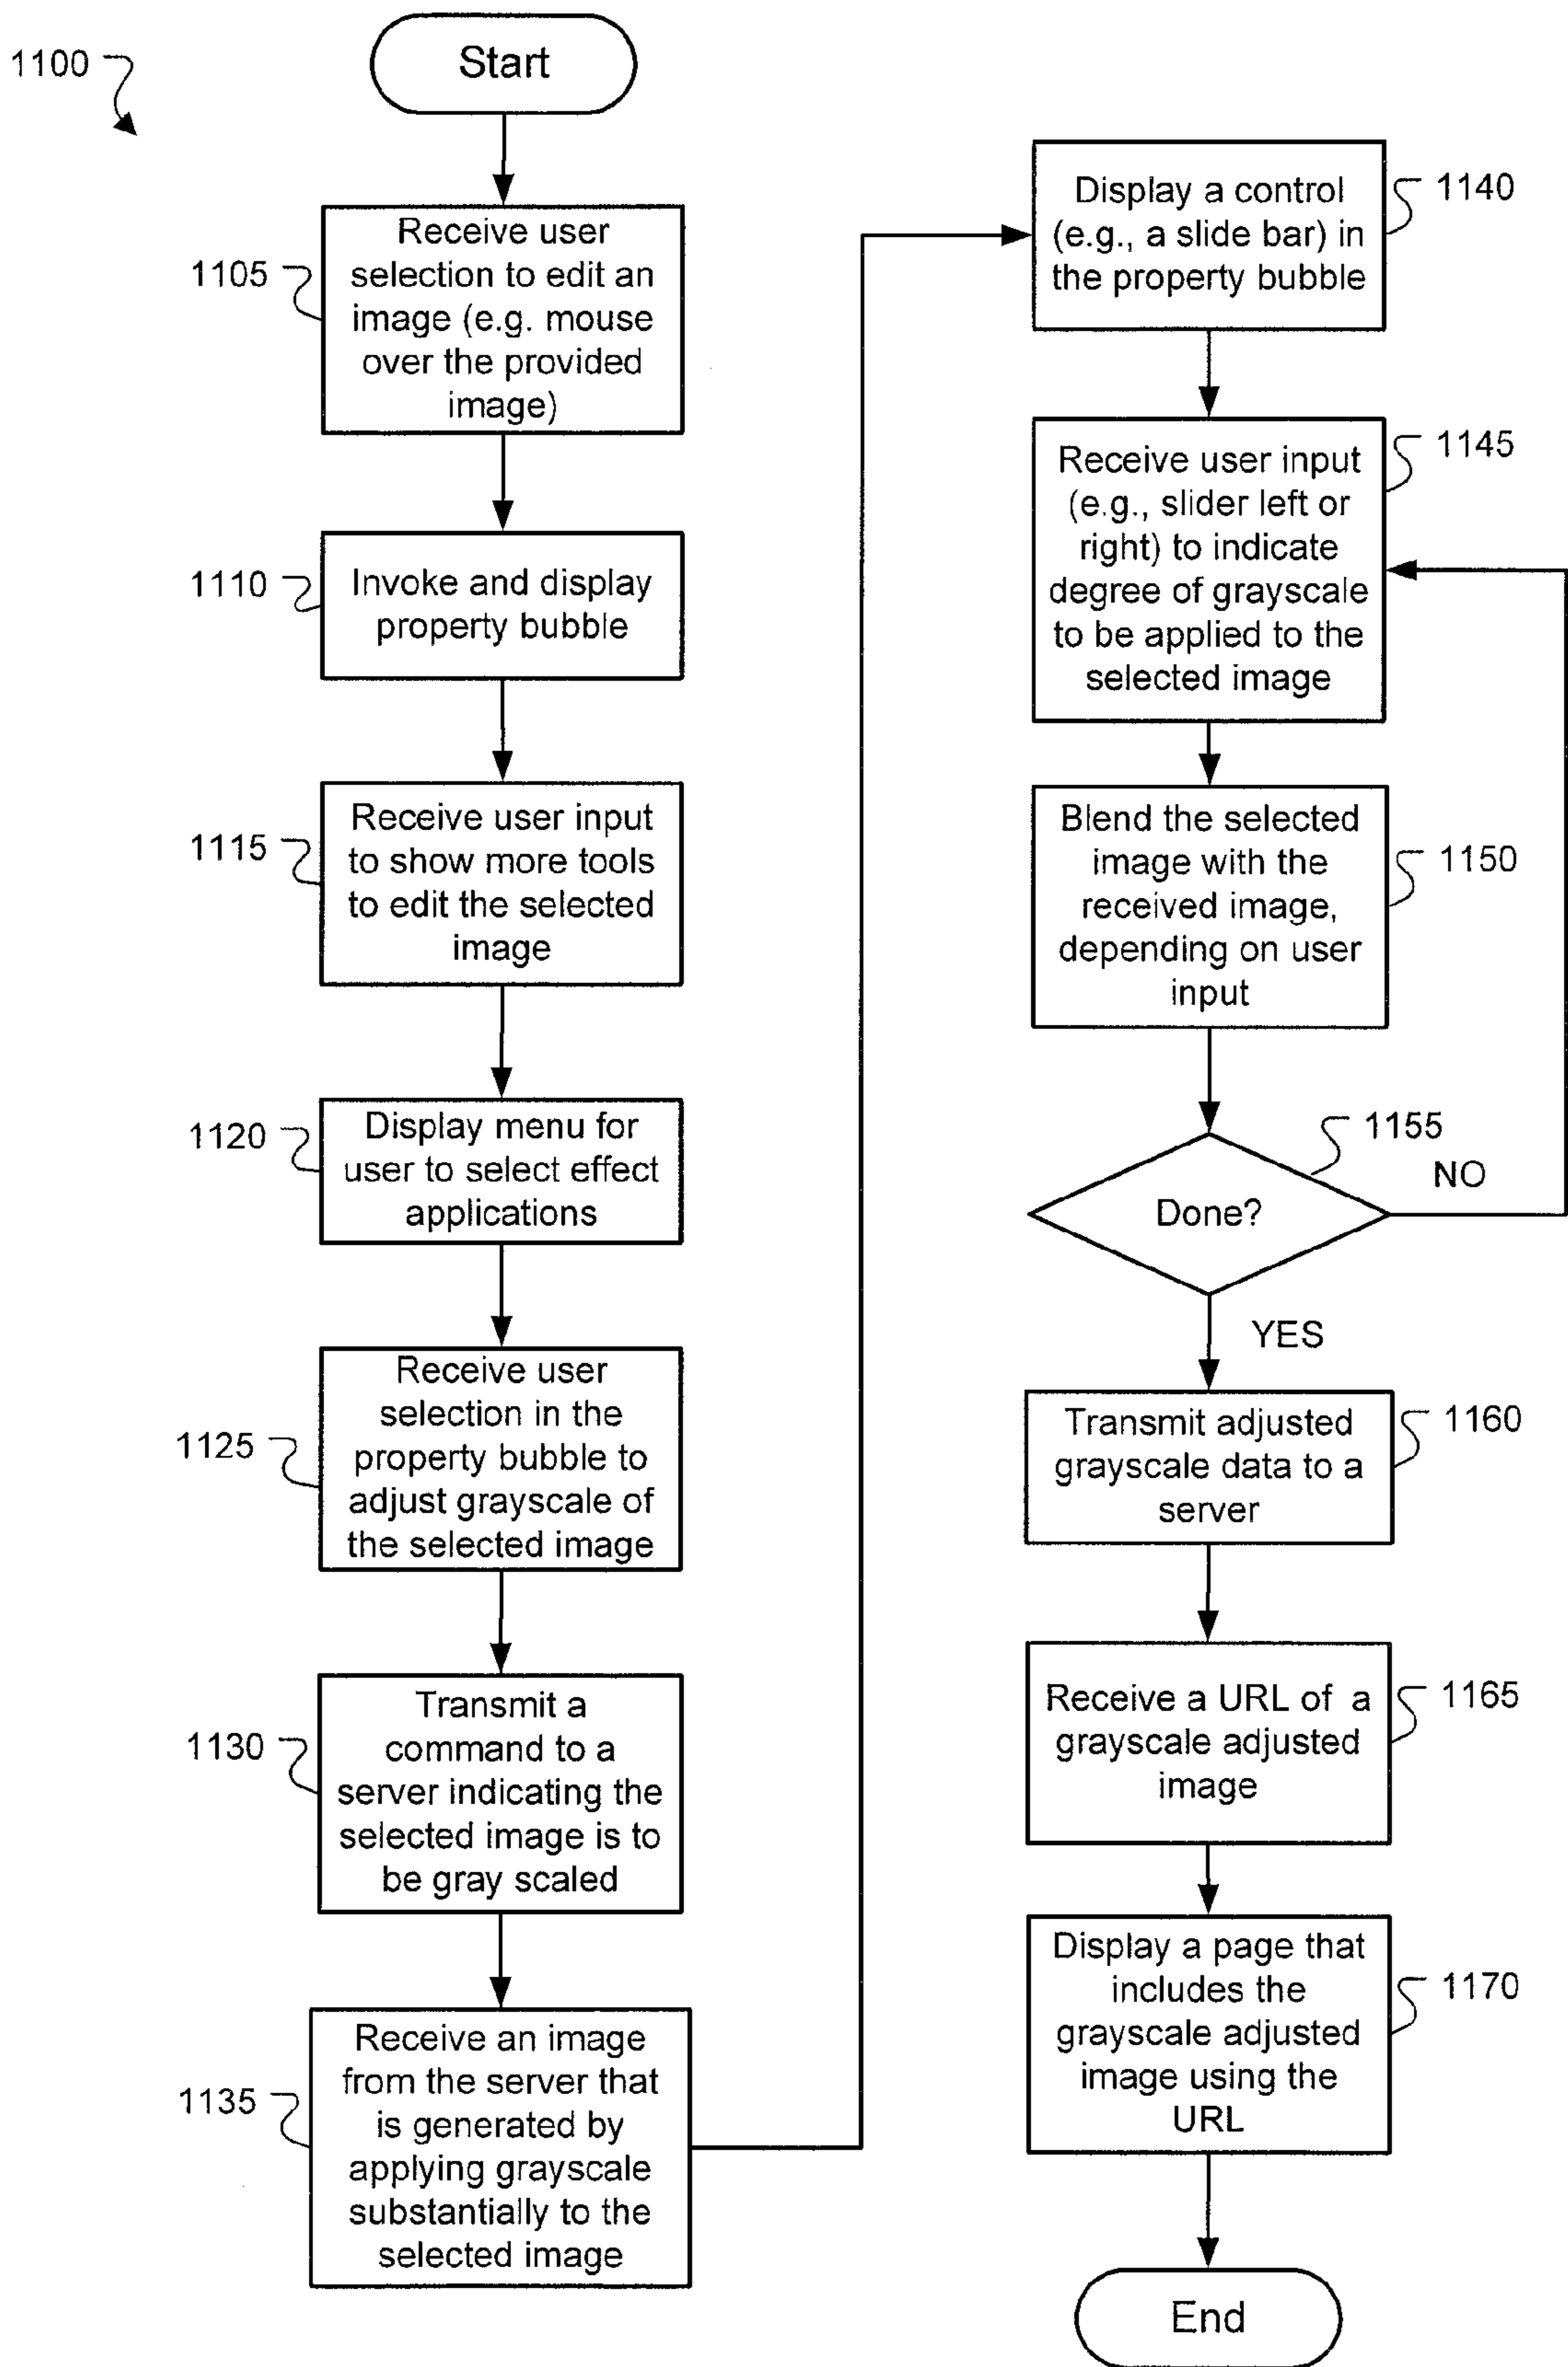 1100
Start
1105
Receive user
selection to edit an
image (e.g. mouse
over the provided
image)
1110
Invoke and display
property bubble
1115
Receive user input
to show more tools
to edit the selected
image
1120
Display menu for
user to select effect
applications
1125
Receive user
selection in the
property bubble to
adjust grayscale of
the selected image
1130
Transmit a
command to a
server indicating the
selected image is to
be gray scaled
1135
Receive an image
from the server that
is generated by
applying grayscale
substantially to the
selected image
1140
Display a control
(e.g., a slide bar) in
the property bubble
1145
Receive user input
(e.g., slider left or
right) to indicate
degree of grayscale
to be applied to the
selected image
1150
Blend the selected
image with the
received image,
depending on user
input
1155
Done?
NO
YES
1160
Transmit adjusted
grayscale data to a
server
1165
Receive a URL of a
grayscale adjusted
image
1170
Display a page that
includes the
grayscale adjusted
image using the
URL
End